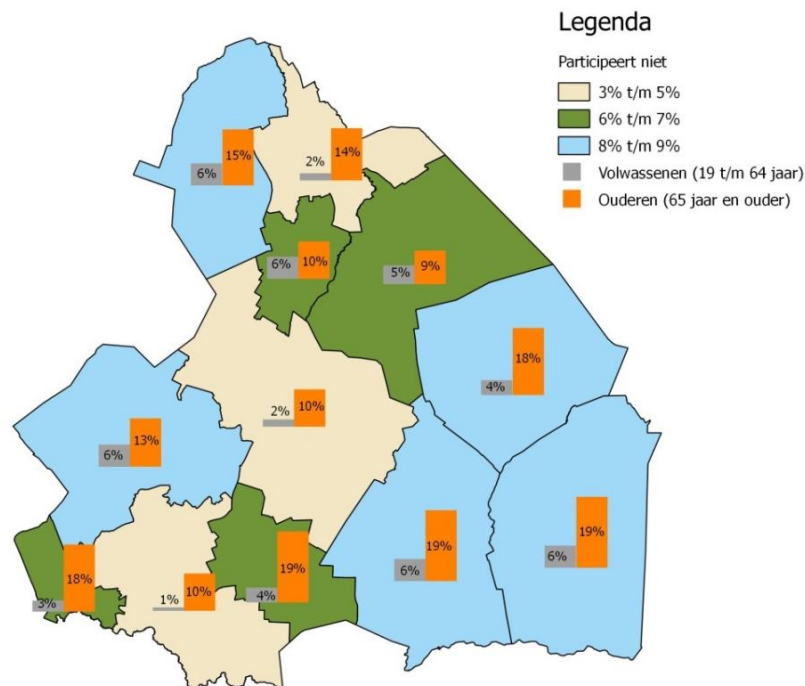 Legenda
Participeert niet
3% t/m 5%
6% t/m 7%
8% t/m 9%
Volwassenen (19 t/m 64 jaar)
Ouderen (65 jaar en ouder)
6% 15%
2% 14%
6% 10%
5% 9%
4% 18%
2% 10%
6% 13%
6% 19%
6% 19%
3% 18%
1% 10%
4% 19%